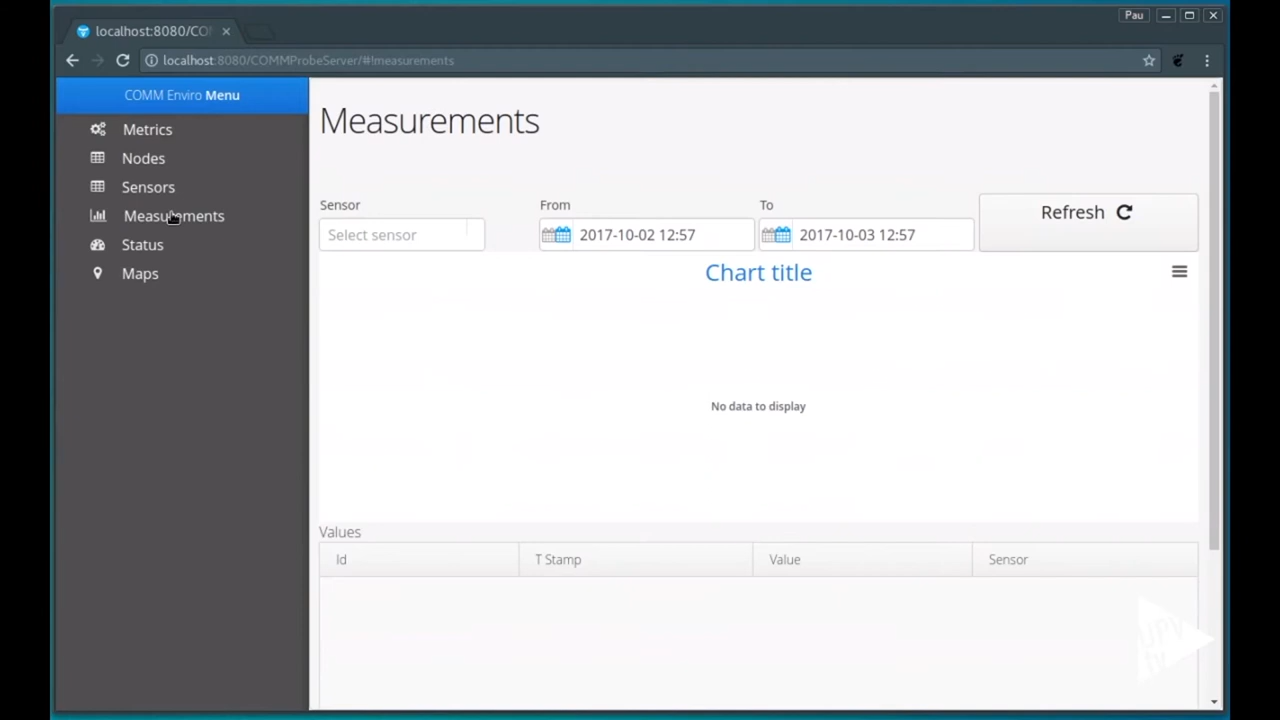 Pau
localhost:8080/CO
localhost:8080/COMMProbeServer/#!measurements
COMM Enviro Menu
Metrics
Nodes
Sensors
Measurements
Status
Maps
Measurements
Sensor From To
Select sensor 2017-10-02 12:57 2017-10-03 12:57 Refresh
Chart title
No data to display
Values
Id T Stamp Value Sensor
UPV
tv